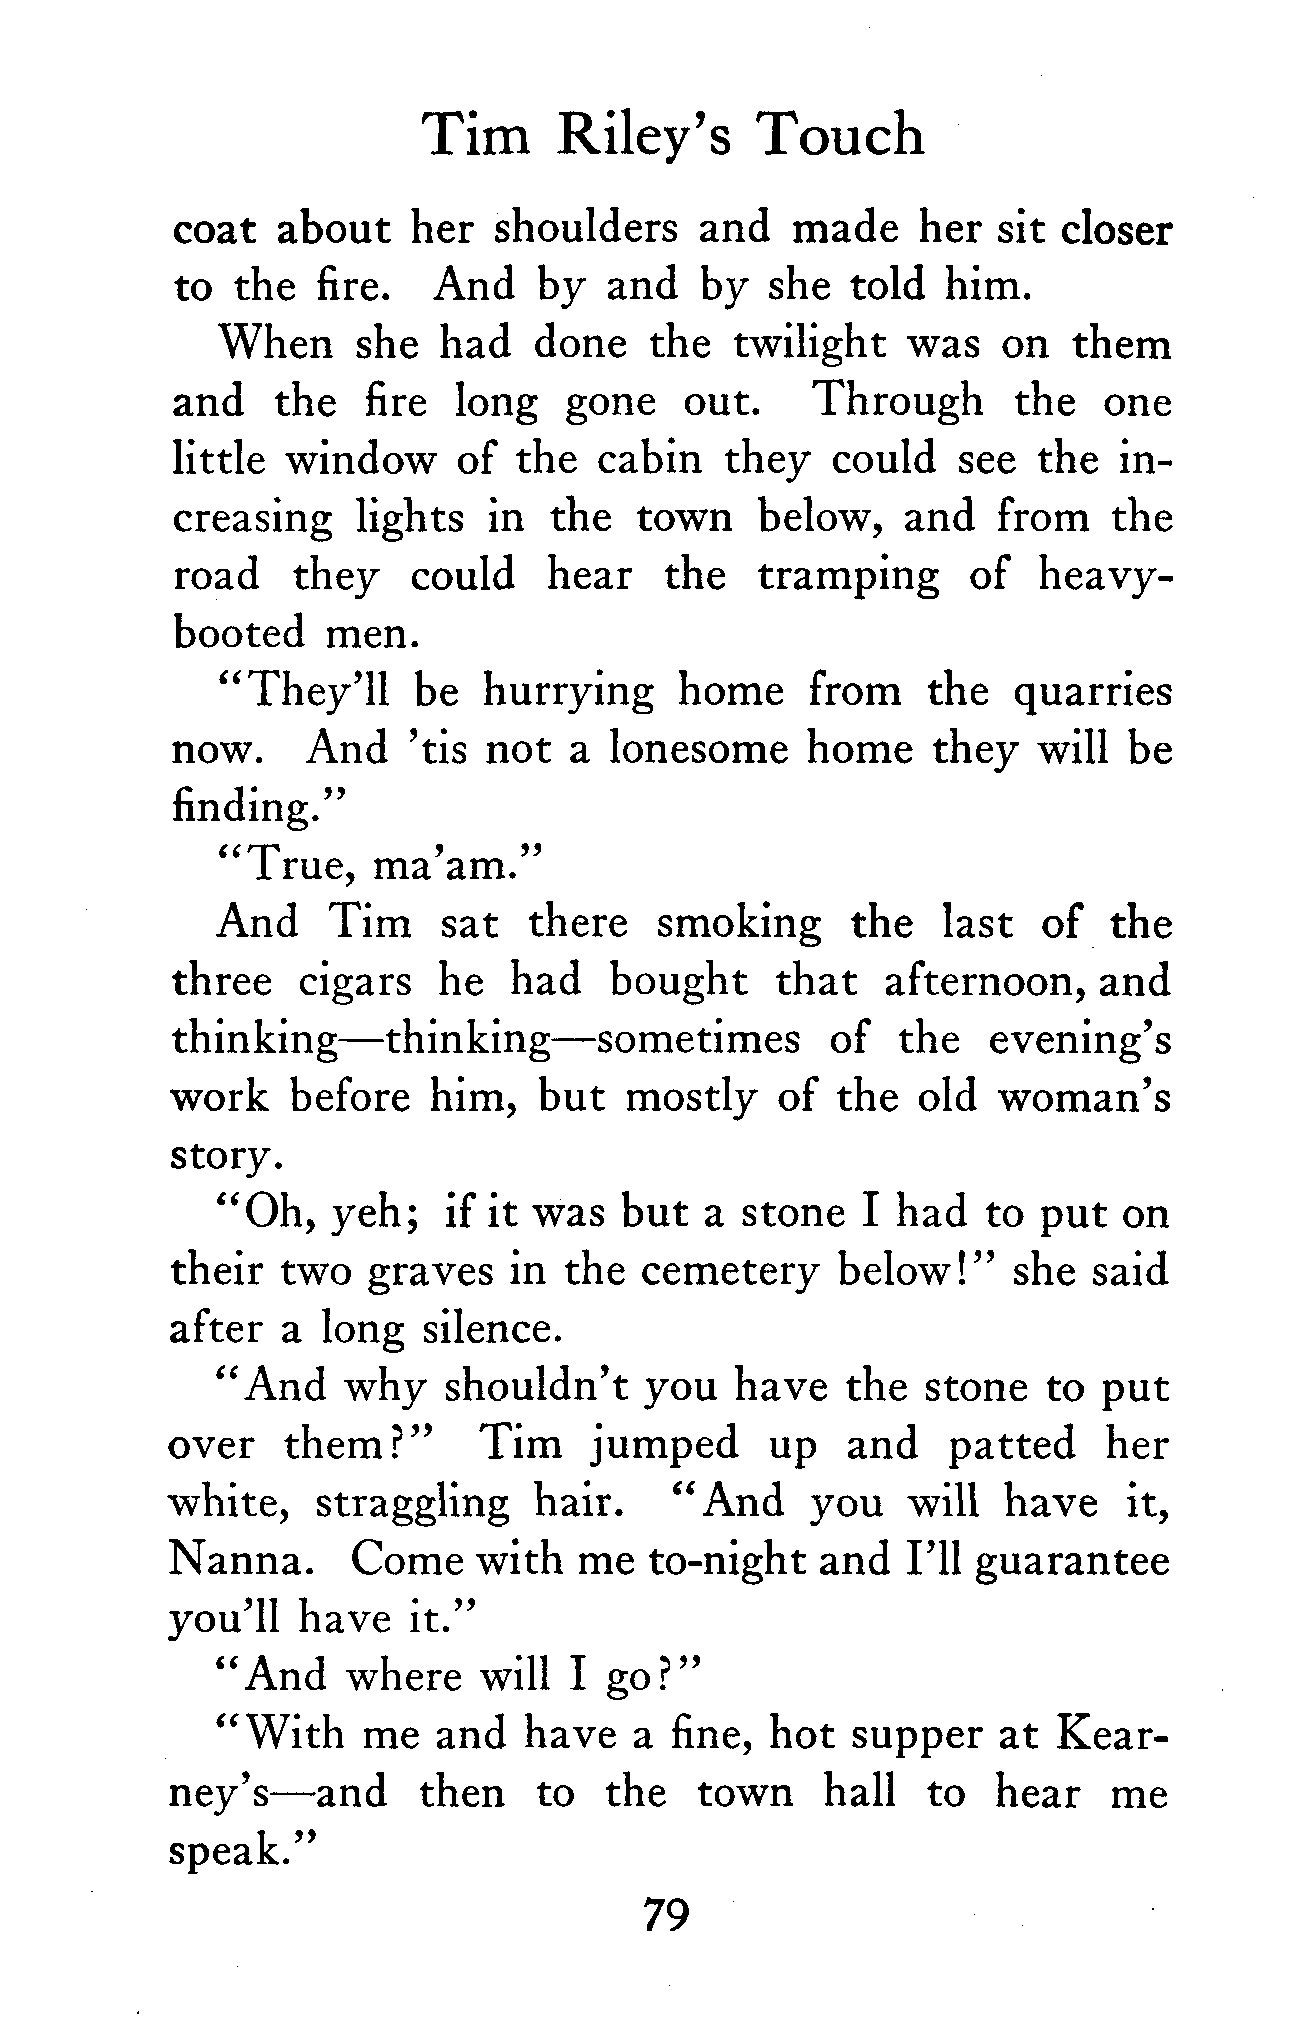 Tim Riley's Touch
coat about her shoulders and made her sit closer
to the fire. And by and by she told him.
When she had done the twilight was on them
and the fire long gone out. Through the one
little window of the cabin they could see the in-
creasing lights in the town below, and from the
road they could hear the tramping of heavy-
booted men.
“They’ll be hurrying home from the quarries
now. And ’tis not a lonesome home they will be
finding.”
“True, ma’am.”
And Tim sat there smoking the last of the
three cigars he had bought that afternoon, and
thinking—thinking—sometimes of the evening’s
work before him, but mostly of the old woman’s
story.
“Oh, yeh; if it was but a stone I had to put on
their two graves in the cemetery below!” she said
after a long silence.
“And why shouldn’t you have the stone to put
over them?” Tim jumped up and patted her
white, straggling hair. “And you will have it,
Nanna. Come with me to-night and I’ll guarantee
you’ll have it.”
“And where will I go?”
“With me and have a fine, hot supper at Kear-
ney’s—and then to the town hall to hear me
speak.”
79